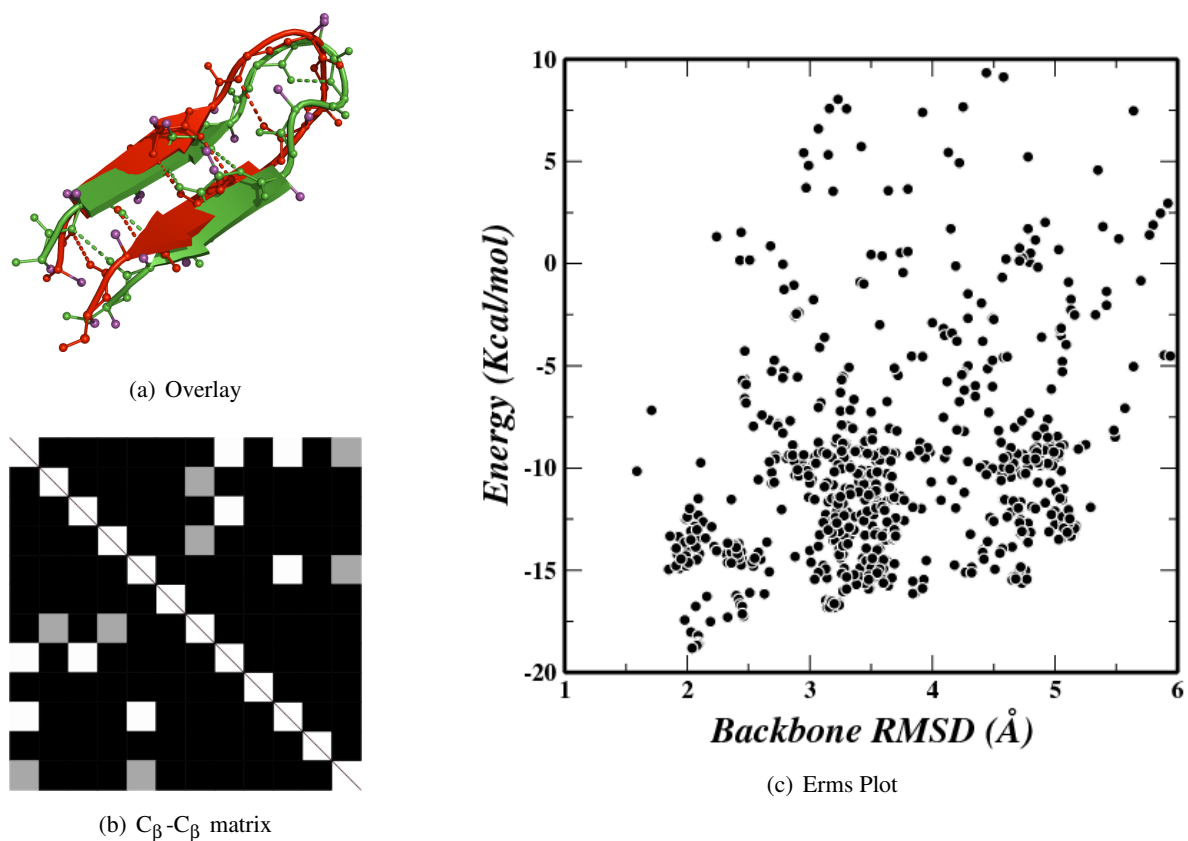 (a) Overlay
(b) Cβ-Cβ matrix
10
5
0
-5
-10
-15
-20
Energy (Kcal/mol)
1 2 3 4 5 6
Backbone RMSD (Å)
(c) Erms Plot